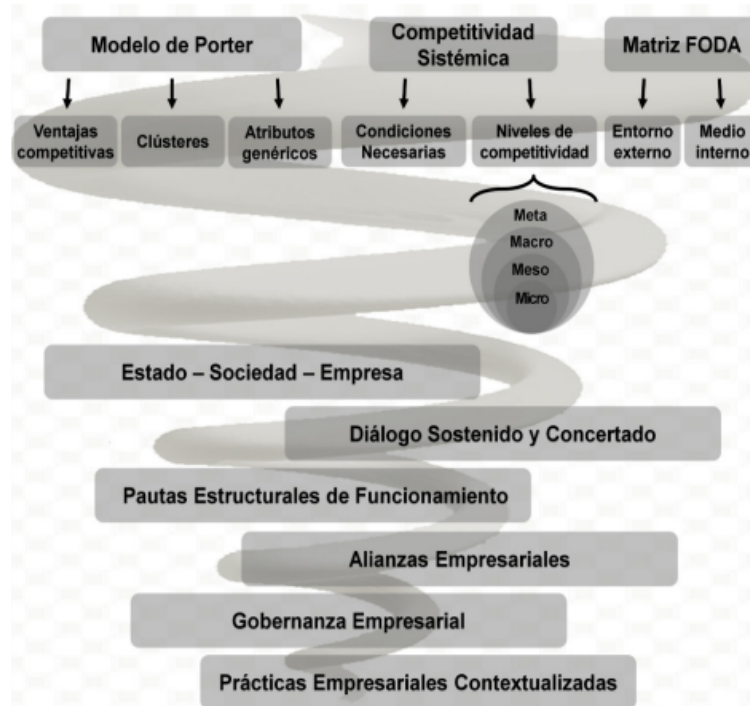 Modelo de Porter
Competitividad
Sistémica
Matriz FODA
Ventajas
competitivas
Clústeres
Atributos
genéricos
Condiciones
Necesarias
Niveles de
competitividad
Entorno
externo
Medio
interno
Meta
Macro
Meso
Micro
Estado – Sociedad – Empresa
Diálogo Sostenido y Concertado
Pautas Estructurales de Funcionamiento
Alianzas Empresariales
Gobernanza Empresarial
Prácticas Empresariales Contextualizadas